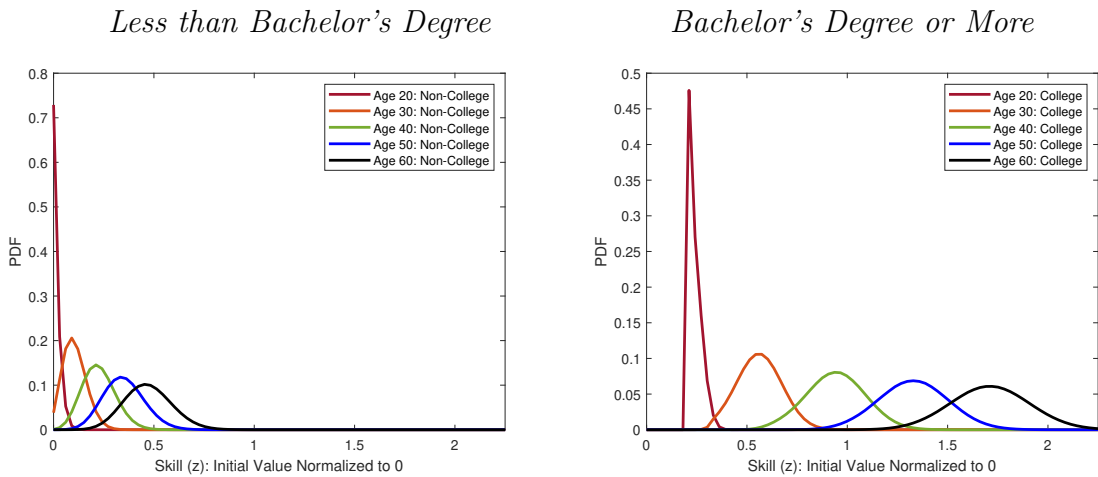 Less than Bachelor's Degree
0.8
0.7
0.6
0.5
0.4
0.3
0.2
0.1
0
PDF
Age 20: Non-College
Age 30: Non-College
Age 40: Non-College
Age 50: Non-College
Age 60: Non-College
0 0.5 1 1.5 2
Skill (z): Initial Value Normalized to 0
Bachelor's Degree or More
0.5
0.45
0.4
0.35
0.3
0.25
0.2
0.15
0.1
0.05
0
PDF
Age 20: College
Age 30: College
Age 40: College
Age 50: College
Age 60: College
0 0.5 1 1.5 2
Skill (z): Initial Value Normalized to 0